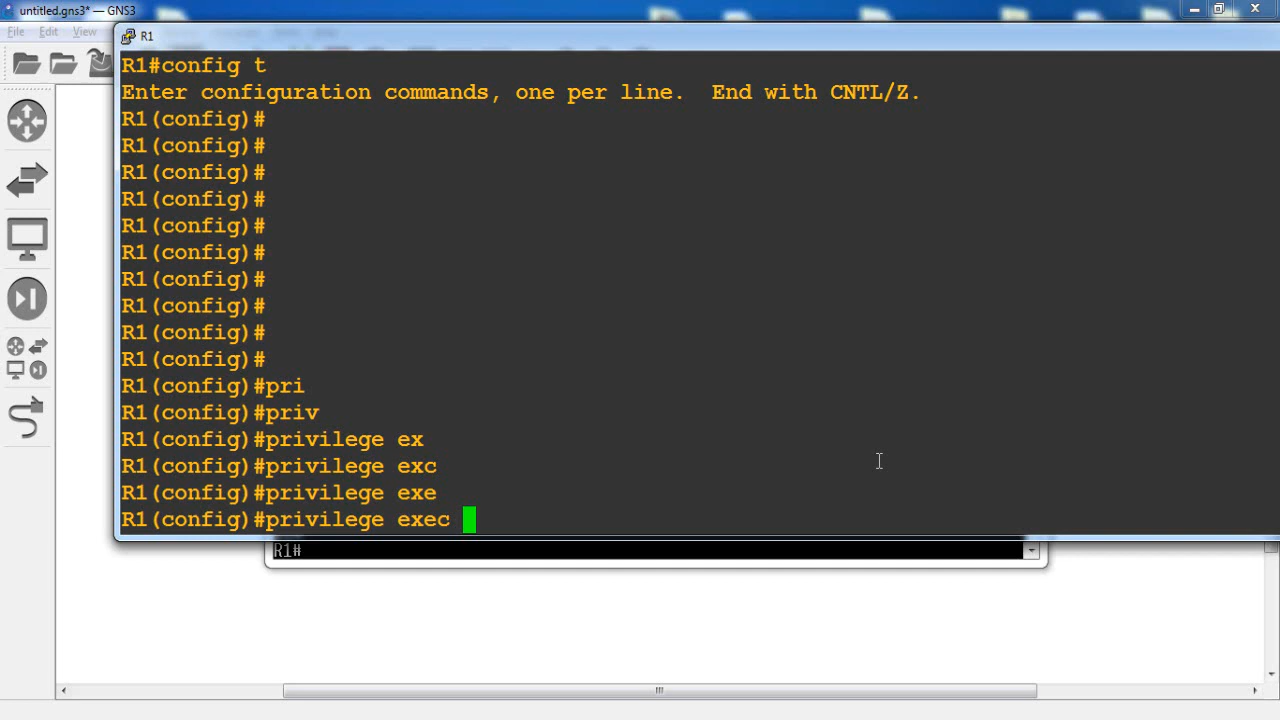 untitled.gns3* — GNS3
File Edit View
R1
R1#config t
Enter configuration commands, one per line.  End with CNTL/Z.
R1(config)#
R1(config)#
R1(config)#
R1(config)#
R1(config)#
R1(config)#
R1(config)#
R1(config)#
R1(config)#
R1(config)#
R1(config)#pri
R1(config)#priv
R1(config)#privilege ex
R1(config)#privilege exc
R1(config)#privilege exe
R1(config)#privilege exec
R1#